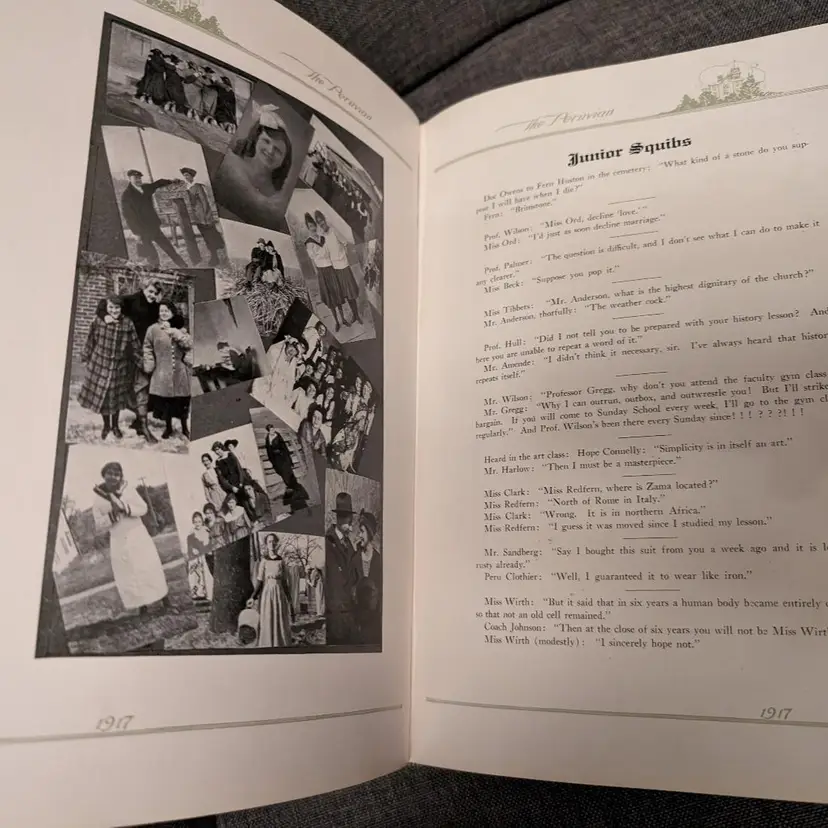 The Peruvian
1917
The Peruvian
Junior Squibs
Doc Owens to Fern Huston in the cemetery: "What kind of a stone do you sup-
pose I will have when I die?"
Fern: "Brimstone."
Prof. Wilson: "Miss Ord, decline 'love.'"
Miss Ord: "I'd just as soon decline marriage."
Prof. Palmer: "The question is difficult, and I don't see what I can do to make it
any clearer."
Miss Beck: "Suppose you pop it."
Miss Tibbets: "Mr. Anderson, what is the highest dignitary of the church?"
Mr. Anderson, thotfully: "The weather cock."
Prof. Hull: "Did I not tell you to be prepared with your history lesson? And
here you are unable to repeat a word of it."
Mr. Amende: "I didn't think it necessary, sir. I've always heard that histor
repeats itself."
Mr. Wilson: "Professor Gregg, why don't you attend the faculty gym class
Mr. Gregg: "Why I can outrun, outbox, and outwrestle you! But I'll strike
bargain. If you will come to Sunday School every week, I'll go to the gym cl
regularly." And Prof. Wilson's been there every Sunday since! ! ! ? ? ?! ! !
Heard in the art class: Hope Connelly: "Simplicity is in itself an art."
Mr. Harlow: "Then I must be a masterpiece."
Miss Clark: "Miss Redfern, where is Zama located?"
Miss Redfern: "North of Rome in Italy."
Miss Clark: "Wrong. It is in northern Africa."
Miss Redfern: "I guess it was moved since I studied my lesson."
Mr. Sandberg: "Say I bought this suit from you a week ago and it is l
rusty already."
Peru Clothier: "Well, I guaranteed it to wear like iron."
Miss Wirth: "But it said that in six years a human body became entirely
so that not an old cell remained."
Coach Johnson: "Then at the close of six years you will not be Miss Wirt
Miss Wirth (modestly): "I sincerely hope not."
1917